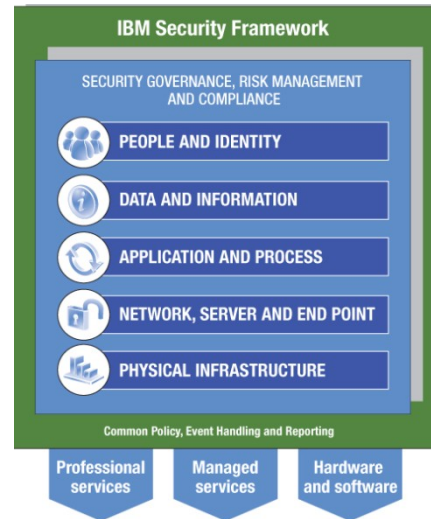 IBM Security Framework
SECURITY GOVERNANCE, RISK MANAGEMENT
AND COMPLIANCE
PEOPLE AND IDENTITY
DATA AND INFORMATION
APPLICATION AND PROCESS
NETWORK, SERVER AND END POINT
PHYSICAL INFRASTRUCTURE
Common Policy, Event Handling and Reporting
Professional
services
Managed
services
Hardware
and software